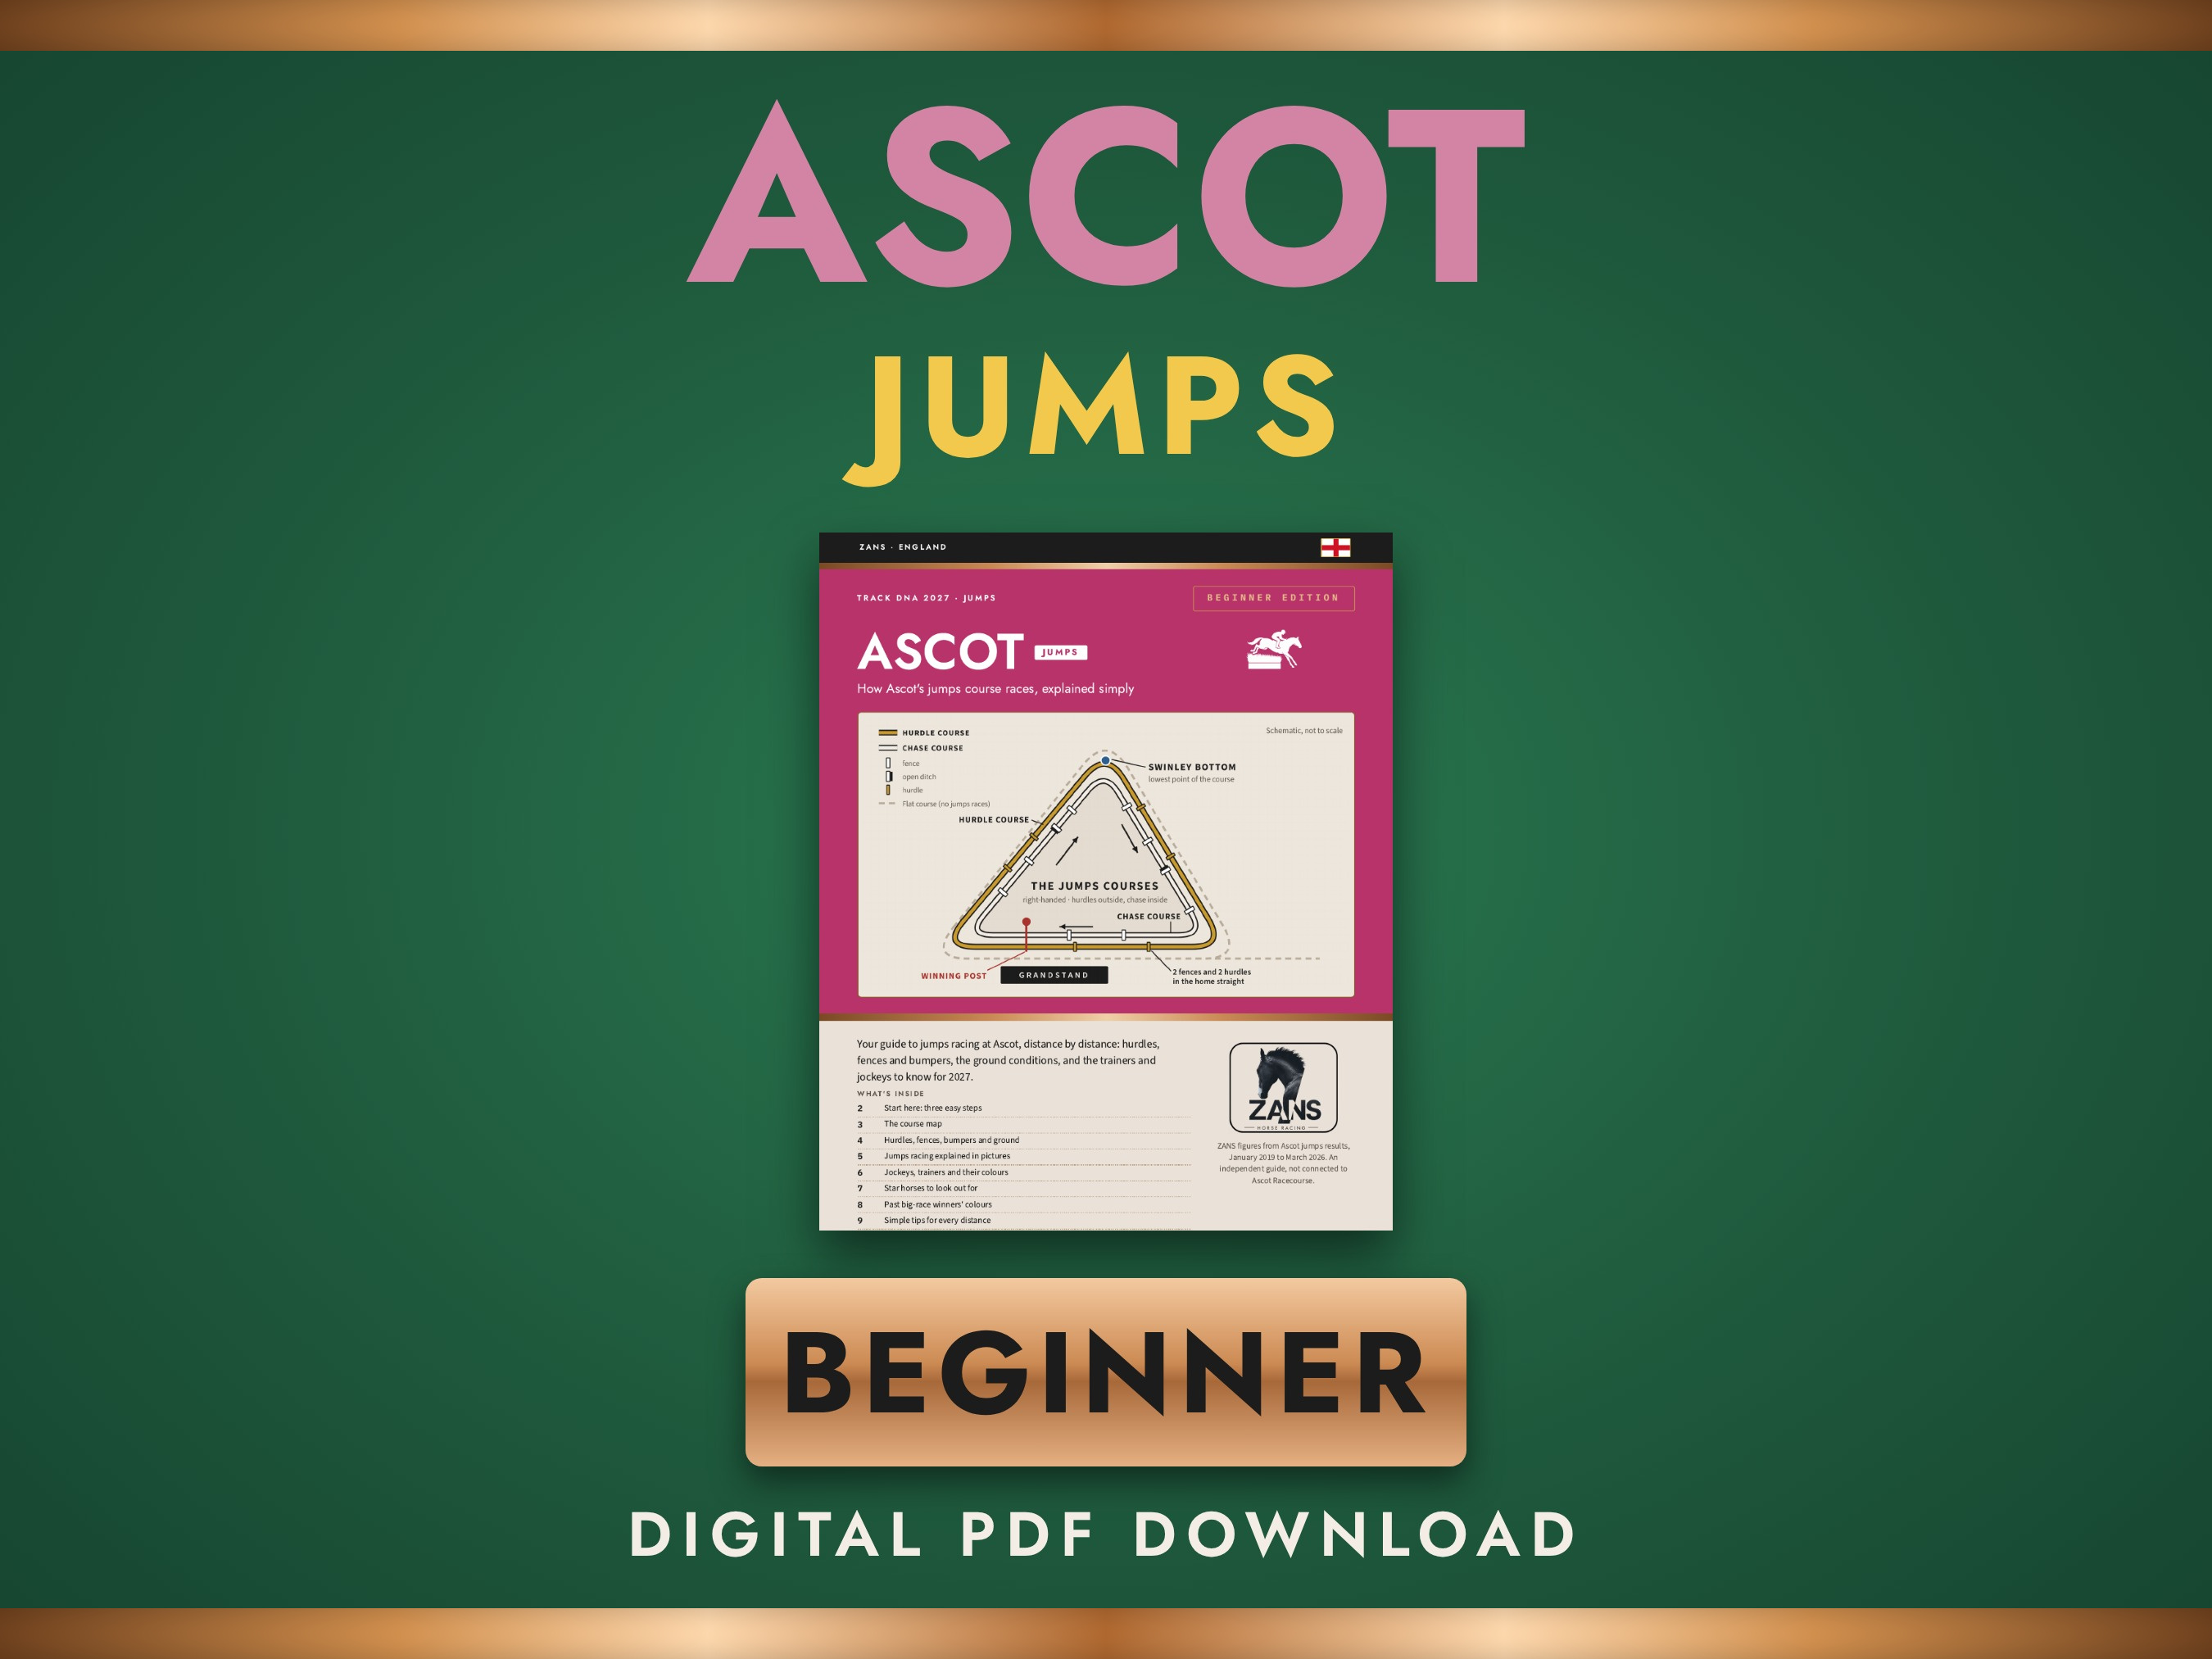 ASCOT
JUMPS
ZANS · ENGLAND
TRACK DNA 2027 · JUMPS
BEGINNER EDITION
ASCOT
JUMPS
How Ascot's jumps course races, explained simply
HURDLE COURSE
CHASE COURSE
fence
open ditch
hurdle
Flat course (no jumps races)
Schematic, not to scale
SWINLEY BOTTOM
lowest point of the course
HURDLE COURSE
THE JUMPS COURSES
right-handed · hurdles outside, chase inside
CHASE COURSE
WINNING POST
GRANDSTAND
2 fences and 2 hurdles
in the home straight
Your guide to jumps racing at Ascot, distance by distance: hurdles,
fences and bumpers, the ground conditions, and the trainers and
jockeys to know for 2027.
WHAT'S INSIDE
2 Start here: three easy steps
3 The course map
4 Hurdles, fences, bumpers and ground
5 Jumps racing explained in pictures
6 Jockeys, trainers and their colours
7 Star horses to look out for
8 Past big-race winners' colours
9 Simple tips for every distance
ZANS
HORSE RACING
ZANS figures from Ascot jumps results,
January 2019 to March 2026. An
independent guide, not connected to
Ascot Racecourse.
BEGINNER
DIGITAL PDF DOWNLOAD